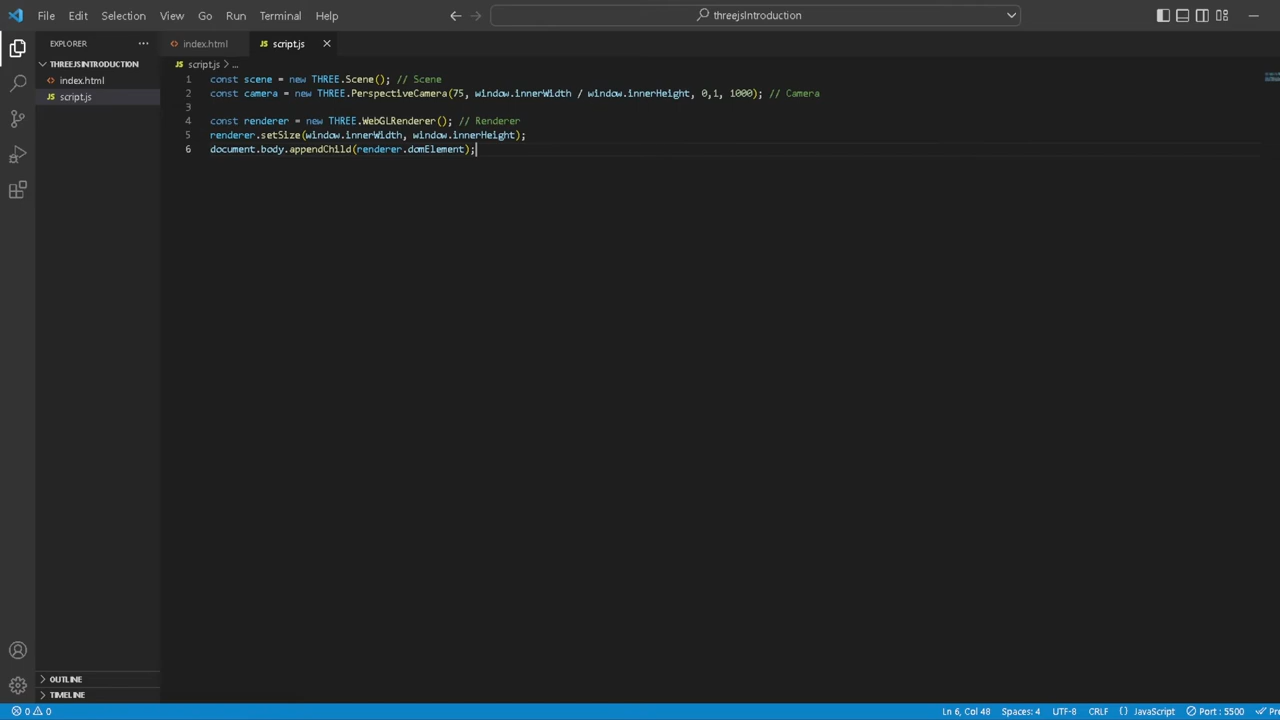 File Edit Selection View Go Run Terminal Help
threejsIntroduction
EXPLORER
THREEJSINTRODUCTION
index.html
script.js
OUTLINE
TIMELINE
index.html
script.js
script.js > ...
1 const scene = new THREE.Scene(); // Scene
2 const camera = new THREE.PerspectiveCamera(75, window.innerWidth / window.innerHeight, 0,1, 1000); // Camera
3
4 const renderer = new THREE.WebGLRenderer(); // Renderer
5 renderer.setSize(window.innerWidth, window.innerHeight);
6 document.body.appendChild(renderer.domElement);
0 0
Ln 6, Col 48 Spaces: 4 UTF-8 CRLF {} JavaScript Port : 5500 Pre